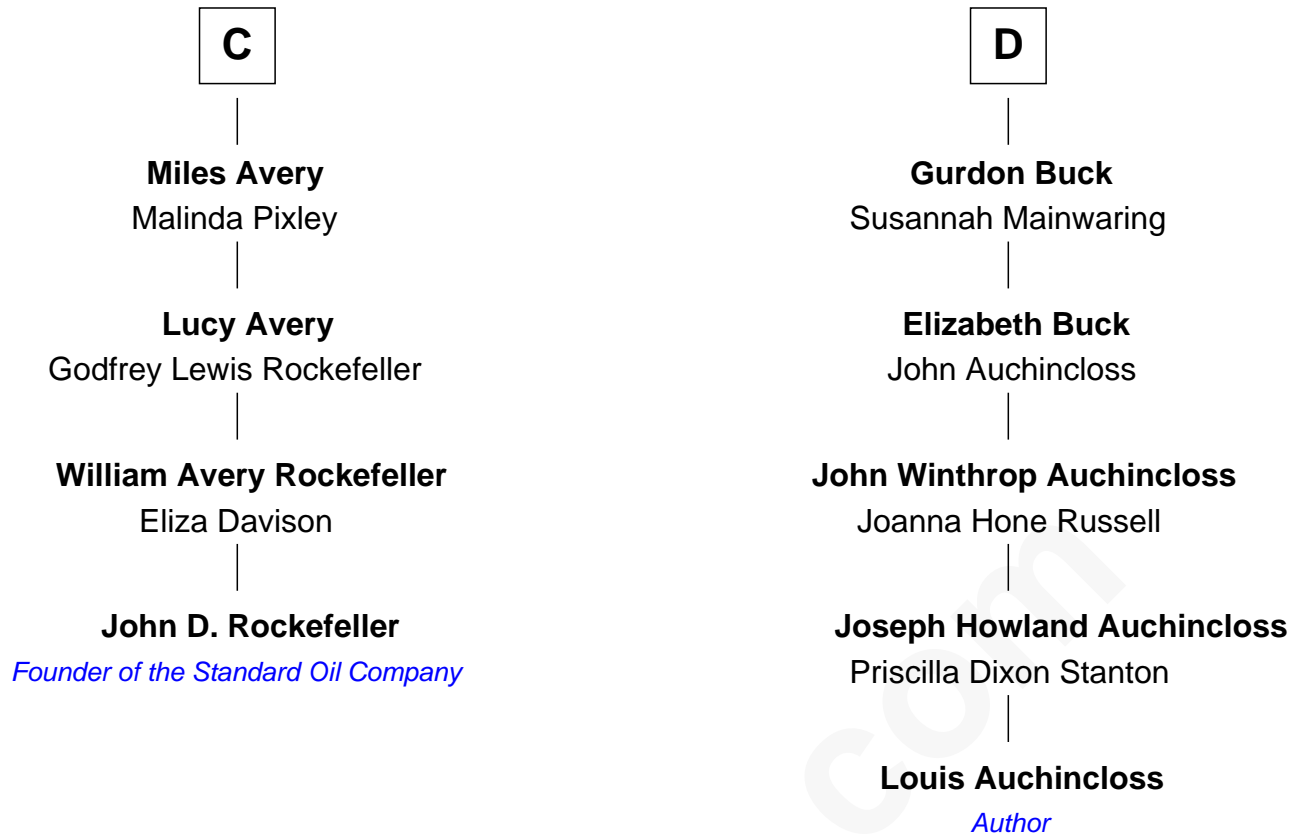 C
Miles Avery
Malinda Pixley
Lucy Avery
Godfrey Lewis Rockefeller
William Avery Rockefeller
Eliza Davison
John D. Rockefeller
Founder of the Standard Oil Company
D
Gurdon Buck
Susannah Mainwaring
Elizabeth Buck
John Auchincloss
John Winthrop Auchincloss
Joanna Hone Russell
Joseph Howland Auchincloss
Priscilla Dixon Stanton
Louis Auchincloss
Author
com